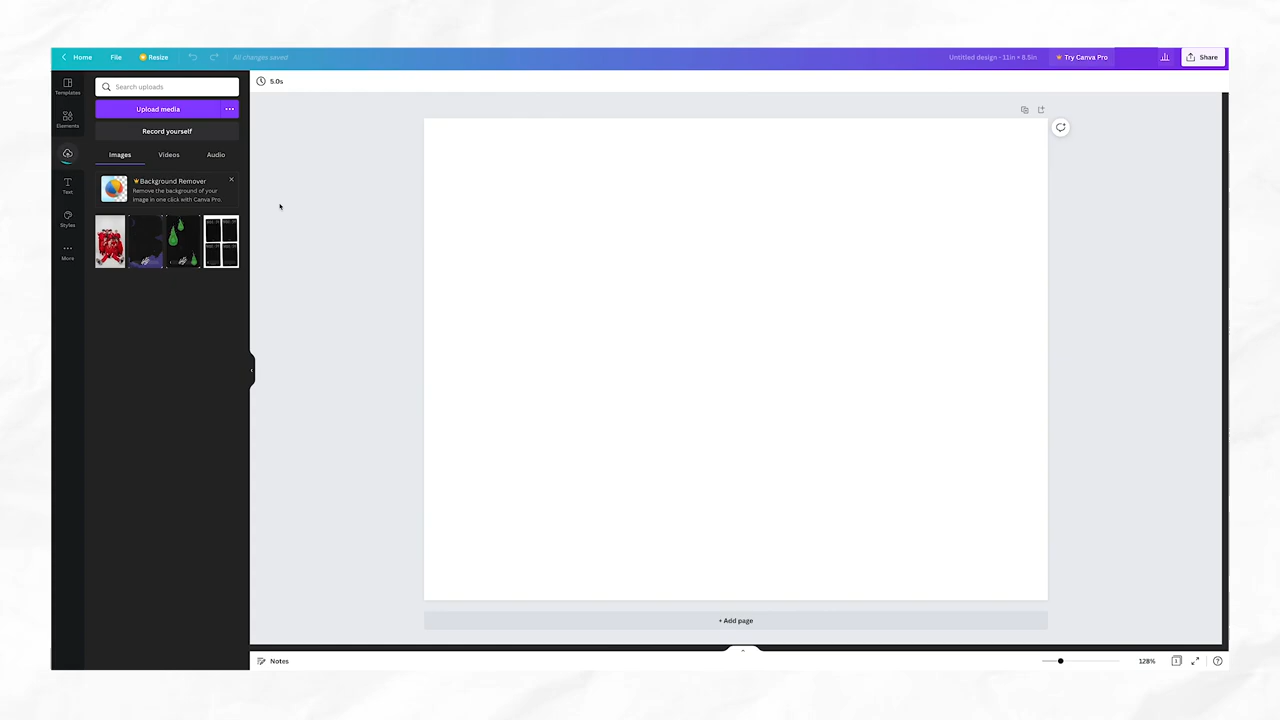 Home File Resize All changes saved Untitled design - 11in × 8.5in Try Canva Pro Share
Search uploads
5.0s
Templates
Upload media
Elements
Record yourself
Images Videos Audio
Background Remover
Remove the background of your
image in one click with Canva Pro.
Text
Styles
More
+ Add page
Notes 128% 1